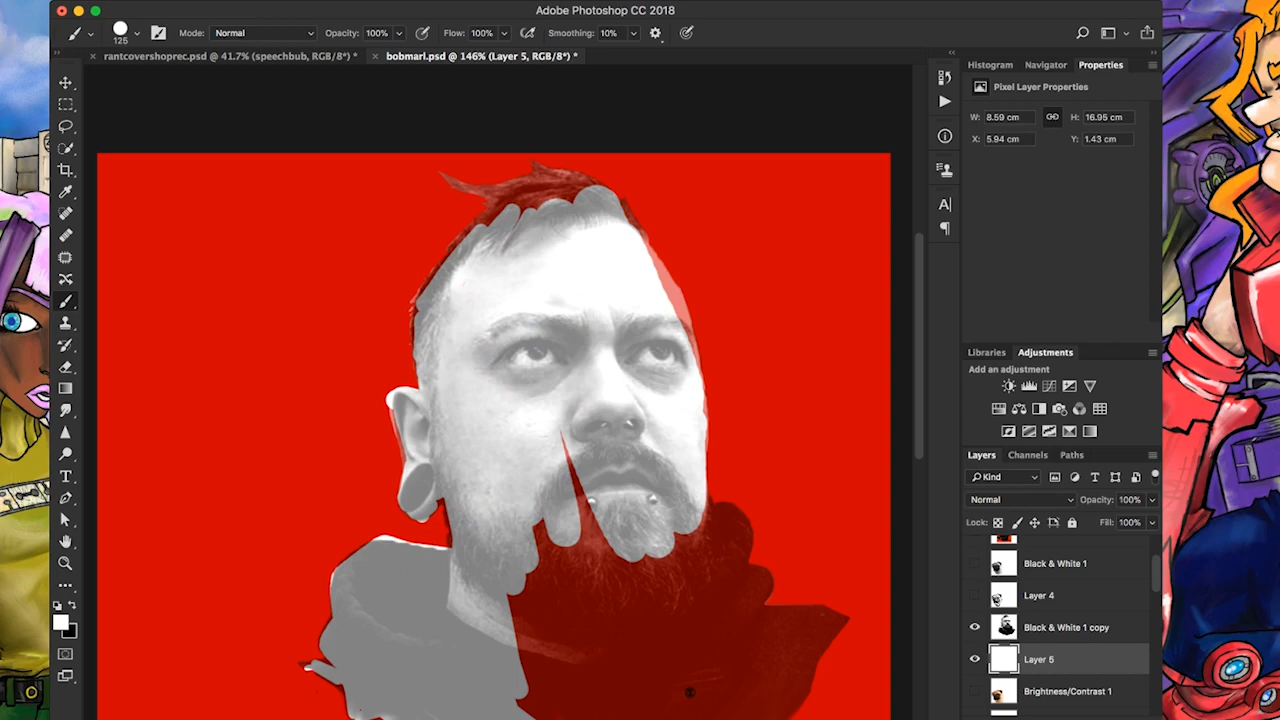 Adobe Photoshop CC 2018
125 Mode: Normal Opacity: 100% Flow: 100% Smoothing: 10%
rantcovershoprec.psd @ 41.7% (speechbub, RGB/8*) * bobmarl.psd @ 146% (Layer 5, RGB/8*) *
Histogram Navigator Properties
Pixel Layer Properties
W: 8.59 cm H: 16.95 cm
X: 5.94 cm Y: 1.43 cm
Libraries Adjustments
Add an adjustment
Layers Channels Paths
Kind
Normal Opacity: 100%
Lock: Fill: 100%
Black & White 1
Layer 4
Black & White 1 copy
Layer 5
Brightness/Contrast 1